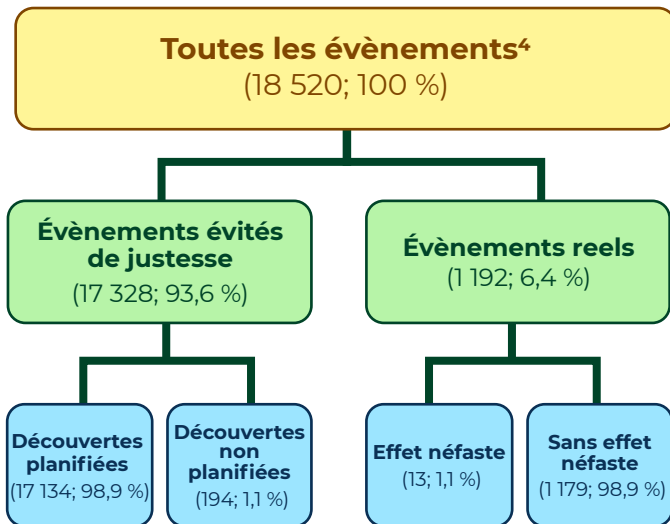 Toutes les évènements⁴
(18 520; 100 %)
Évènements évités
de justesse
(17 328; 93,6 %)
Évènements reels
(1 192; 6,4 %)
Découvertes
planifiées
(17 134; 98,9 %)
Découvertes
non
planifiées
(194; 1,1 %)
Effet néfaste
(13; 1,1 %)
Sans effet
néfaste
(1 179; 98,9 %)